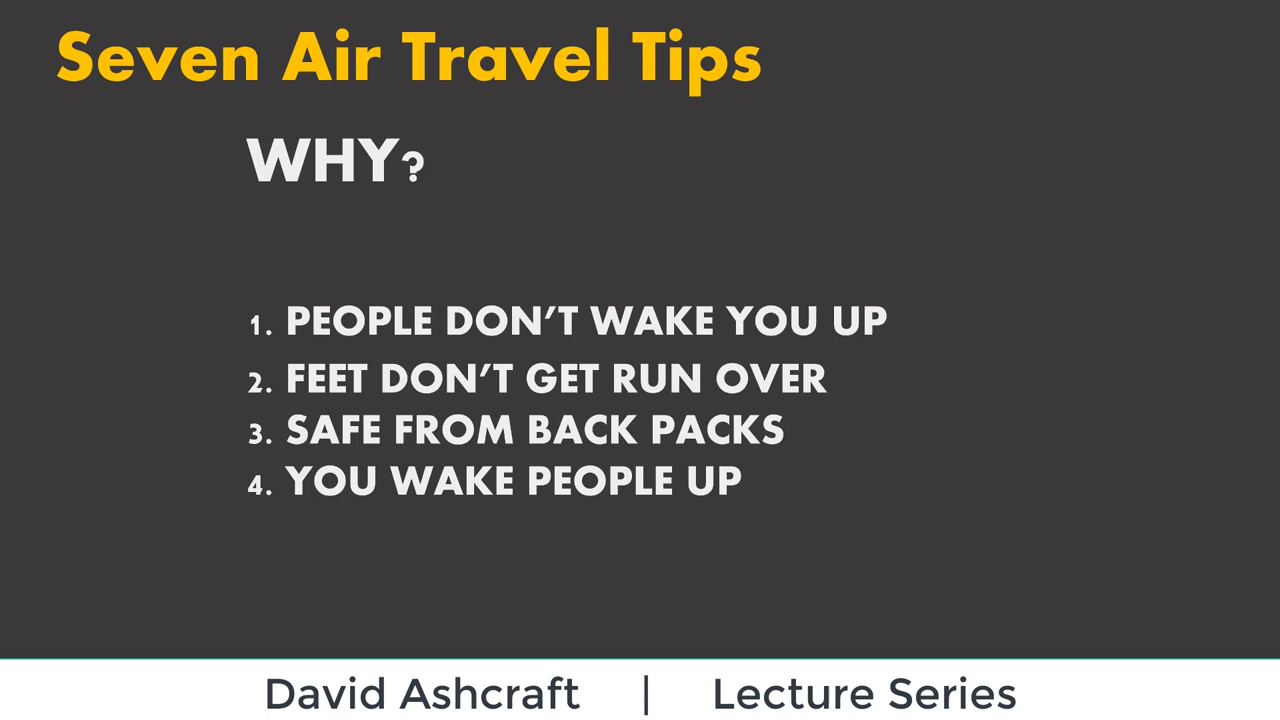 Seven Air Travel Tips
WHY?
1. PEOPLE DON'T WAKE YOU UP
2. FEET DON'T GET RUN OVER
3. SAFE FROM BACK PACKS
4. YOU WAKE PEOPLE UP
David Ashcraft | Lecture Series